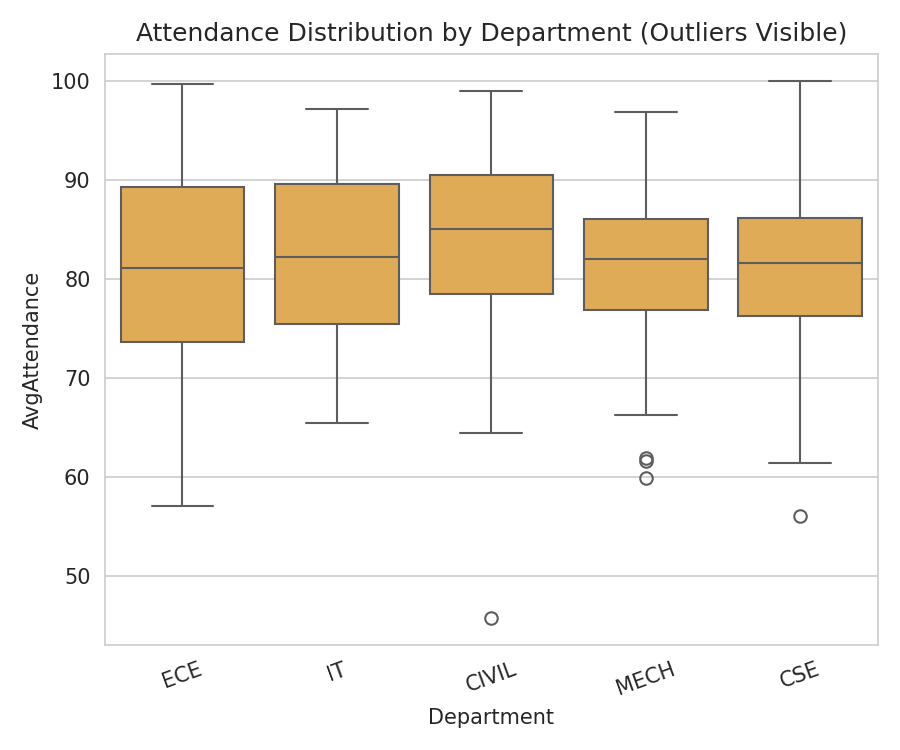 Attendance Distribution by Department (Outliers Visible)
100
90
80
70
60
50
AvgAttendance
ECE
IT
CIVIL
MECH
CSE
Department